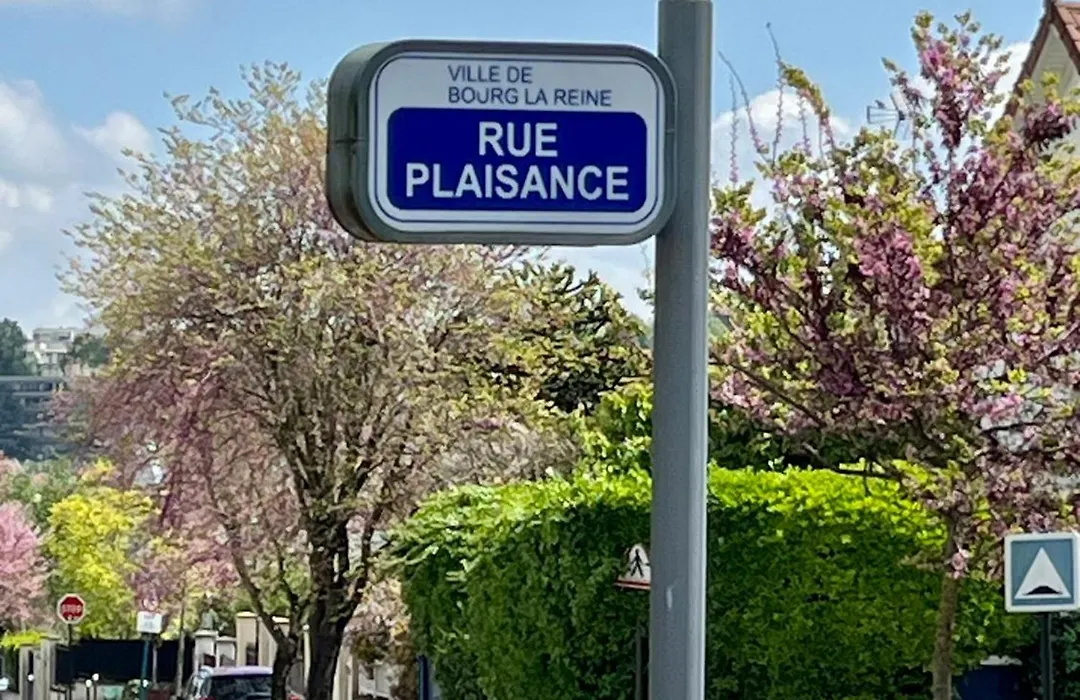 VILLE DE
BOURG LA REINE
RUE
PLAISANCE
STOP